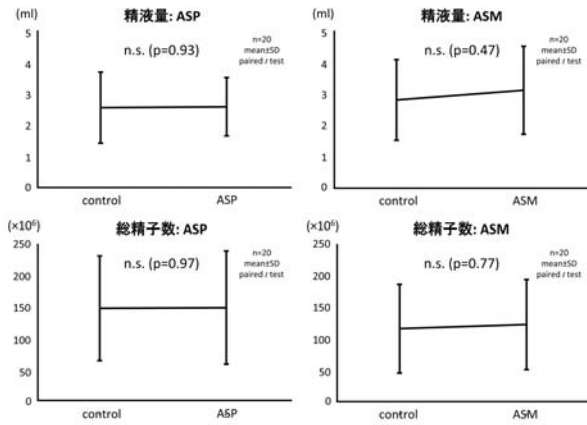 (ml)
精液量: ASP
n.s. (p=0.93)
n=20
mean±SD
paired t test
5
4
3
2
1
0
control
ASP
(ml)
精液量: ASM
n.s. (p=0.47)
n=20
mean±SD
paired t test
5
4
3
2
1
0
control
ASM
(×10⁶)
総精子数: ASP
n.s. (p=0.97)
n=20
mean±SD
paired t test
250
200
150
100
50
0
control
ASP
(×10⁶)
総精子数: ASM
n.s. (p=0.77)
n=20
mean±SD
paired t test
250
200
150
100
50
0
control
ASM